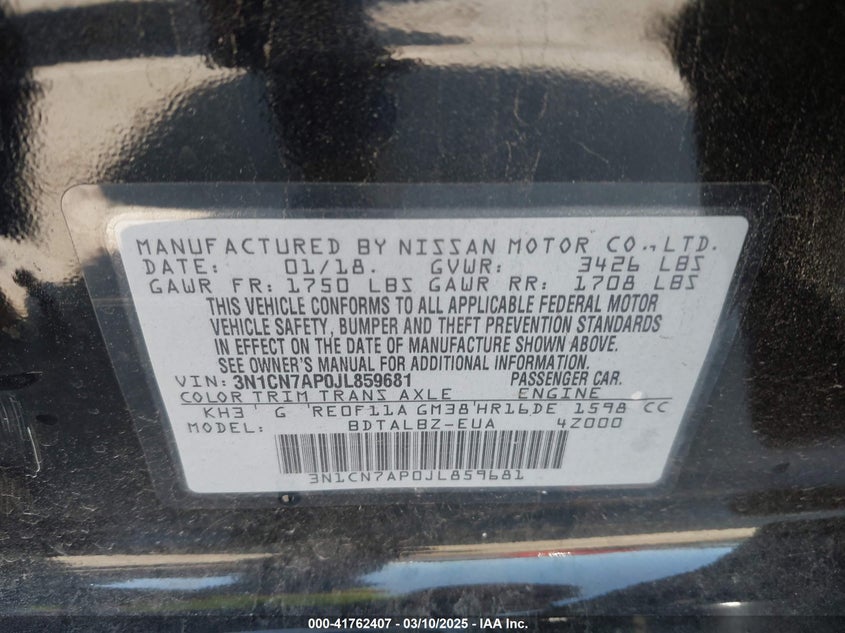 MANUFACTURED BY NISSAN MOTOR CO., LTD.
DATE: 01/18. GVWR: 3426 LBS
GAWR FR: 1750 LBS GAWR RR: 1708 LBS
THIS VEHICLE CONFORMS TO ALL APPLICABLE FEDERAL MOTOR
VEHICLE SAFETY, BUMPER AND THEFT PREVENTION STANDARDS
IN EFFECT ON THE DATE OF MANUFACTURE SHOWN ABOVE.
SEE OWNER'S MANUAL FOR ADDITIONAL INFORMATION.
VIN: 3N1CN7AP0JL859681 PASSENGER CAR.
COLOR TRIM TRANS AXLE ENGINE
KH3 G RE0F11A GM38 HR16DE 1598 CC
MODEL: BDTALBZ-EUA 4Z000
3N1CN7AP0JL859681
000-41762407 - 03/10/2025 - IAA Inc.